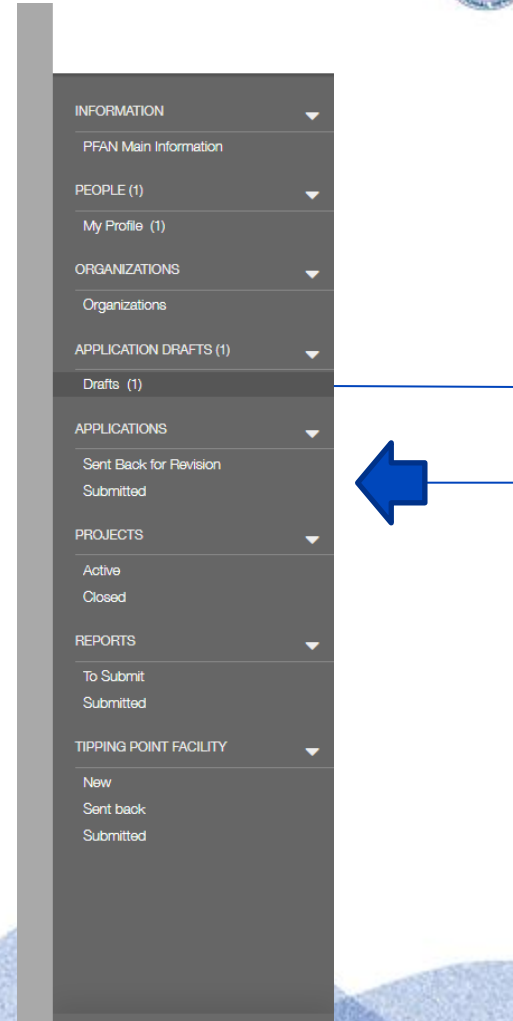 INFORMATION
PFAN Main Information
PEOPLE (1)
My Profile (1)
ORGANIZATIONS
Organizations
APPLICATION DRAFTS (1)
Drafts (1)
APPLICATIONS
Sent Back for Revision
Submitted
PROJECTS
Active
Closed
REPORTS
To Submit
Submitted
TIPPING POINT FACILITY
New
Sent back
Submitted